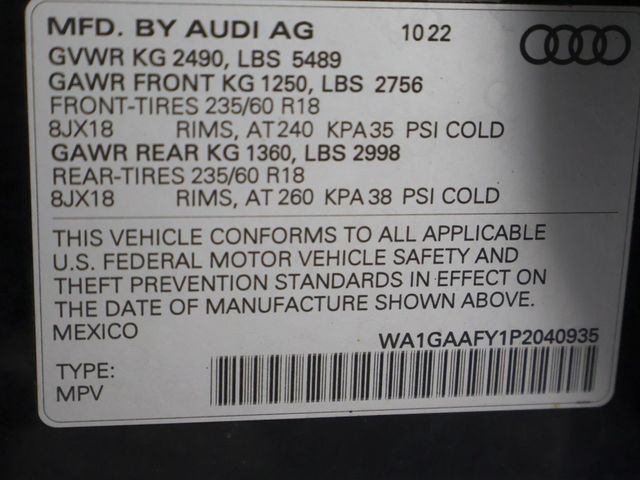 MFD. BY AUDI AG 10 22
GVWR KG 2490, LBS 5489
GAWR FRONT KG 1250, LBS 2756
FRONT-TIRES 235/60 R18
8JX18 RIMS, AT 240 KPA 35 PSI COLD
GAWR REAR KG 1360, LBS 2998
REAR-TIRES 235/60 R18
8JX18 RIMS, AT 260 KPA 38 PSI COLD
THIS VEHICLE CONFORMS TO ALL APPLICABLE
U.S. FEDERAL MOTOR VEHICLE SAFETY AND
THEFT PREVENTION STANDARDS IN EFFECT ON
THE DATE OF MANUFACTURE SHOWN ABOVE.
MEXICO WA1GAAFY1P2040935
TYPE:
MPV